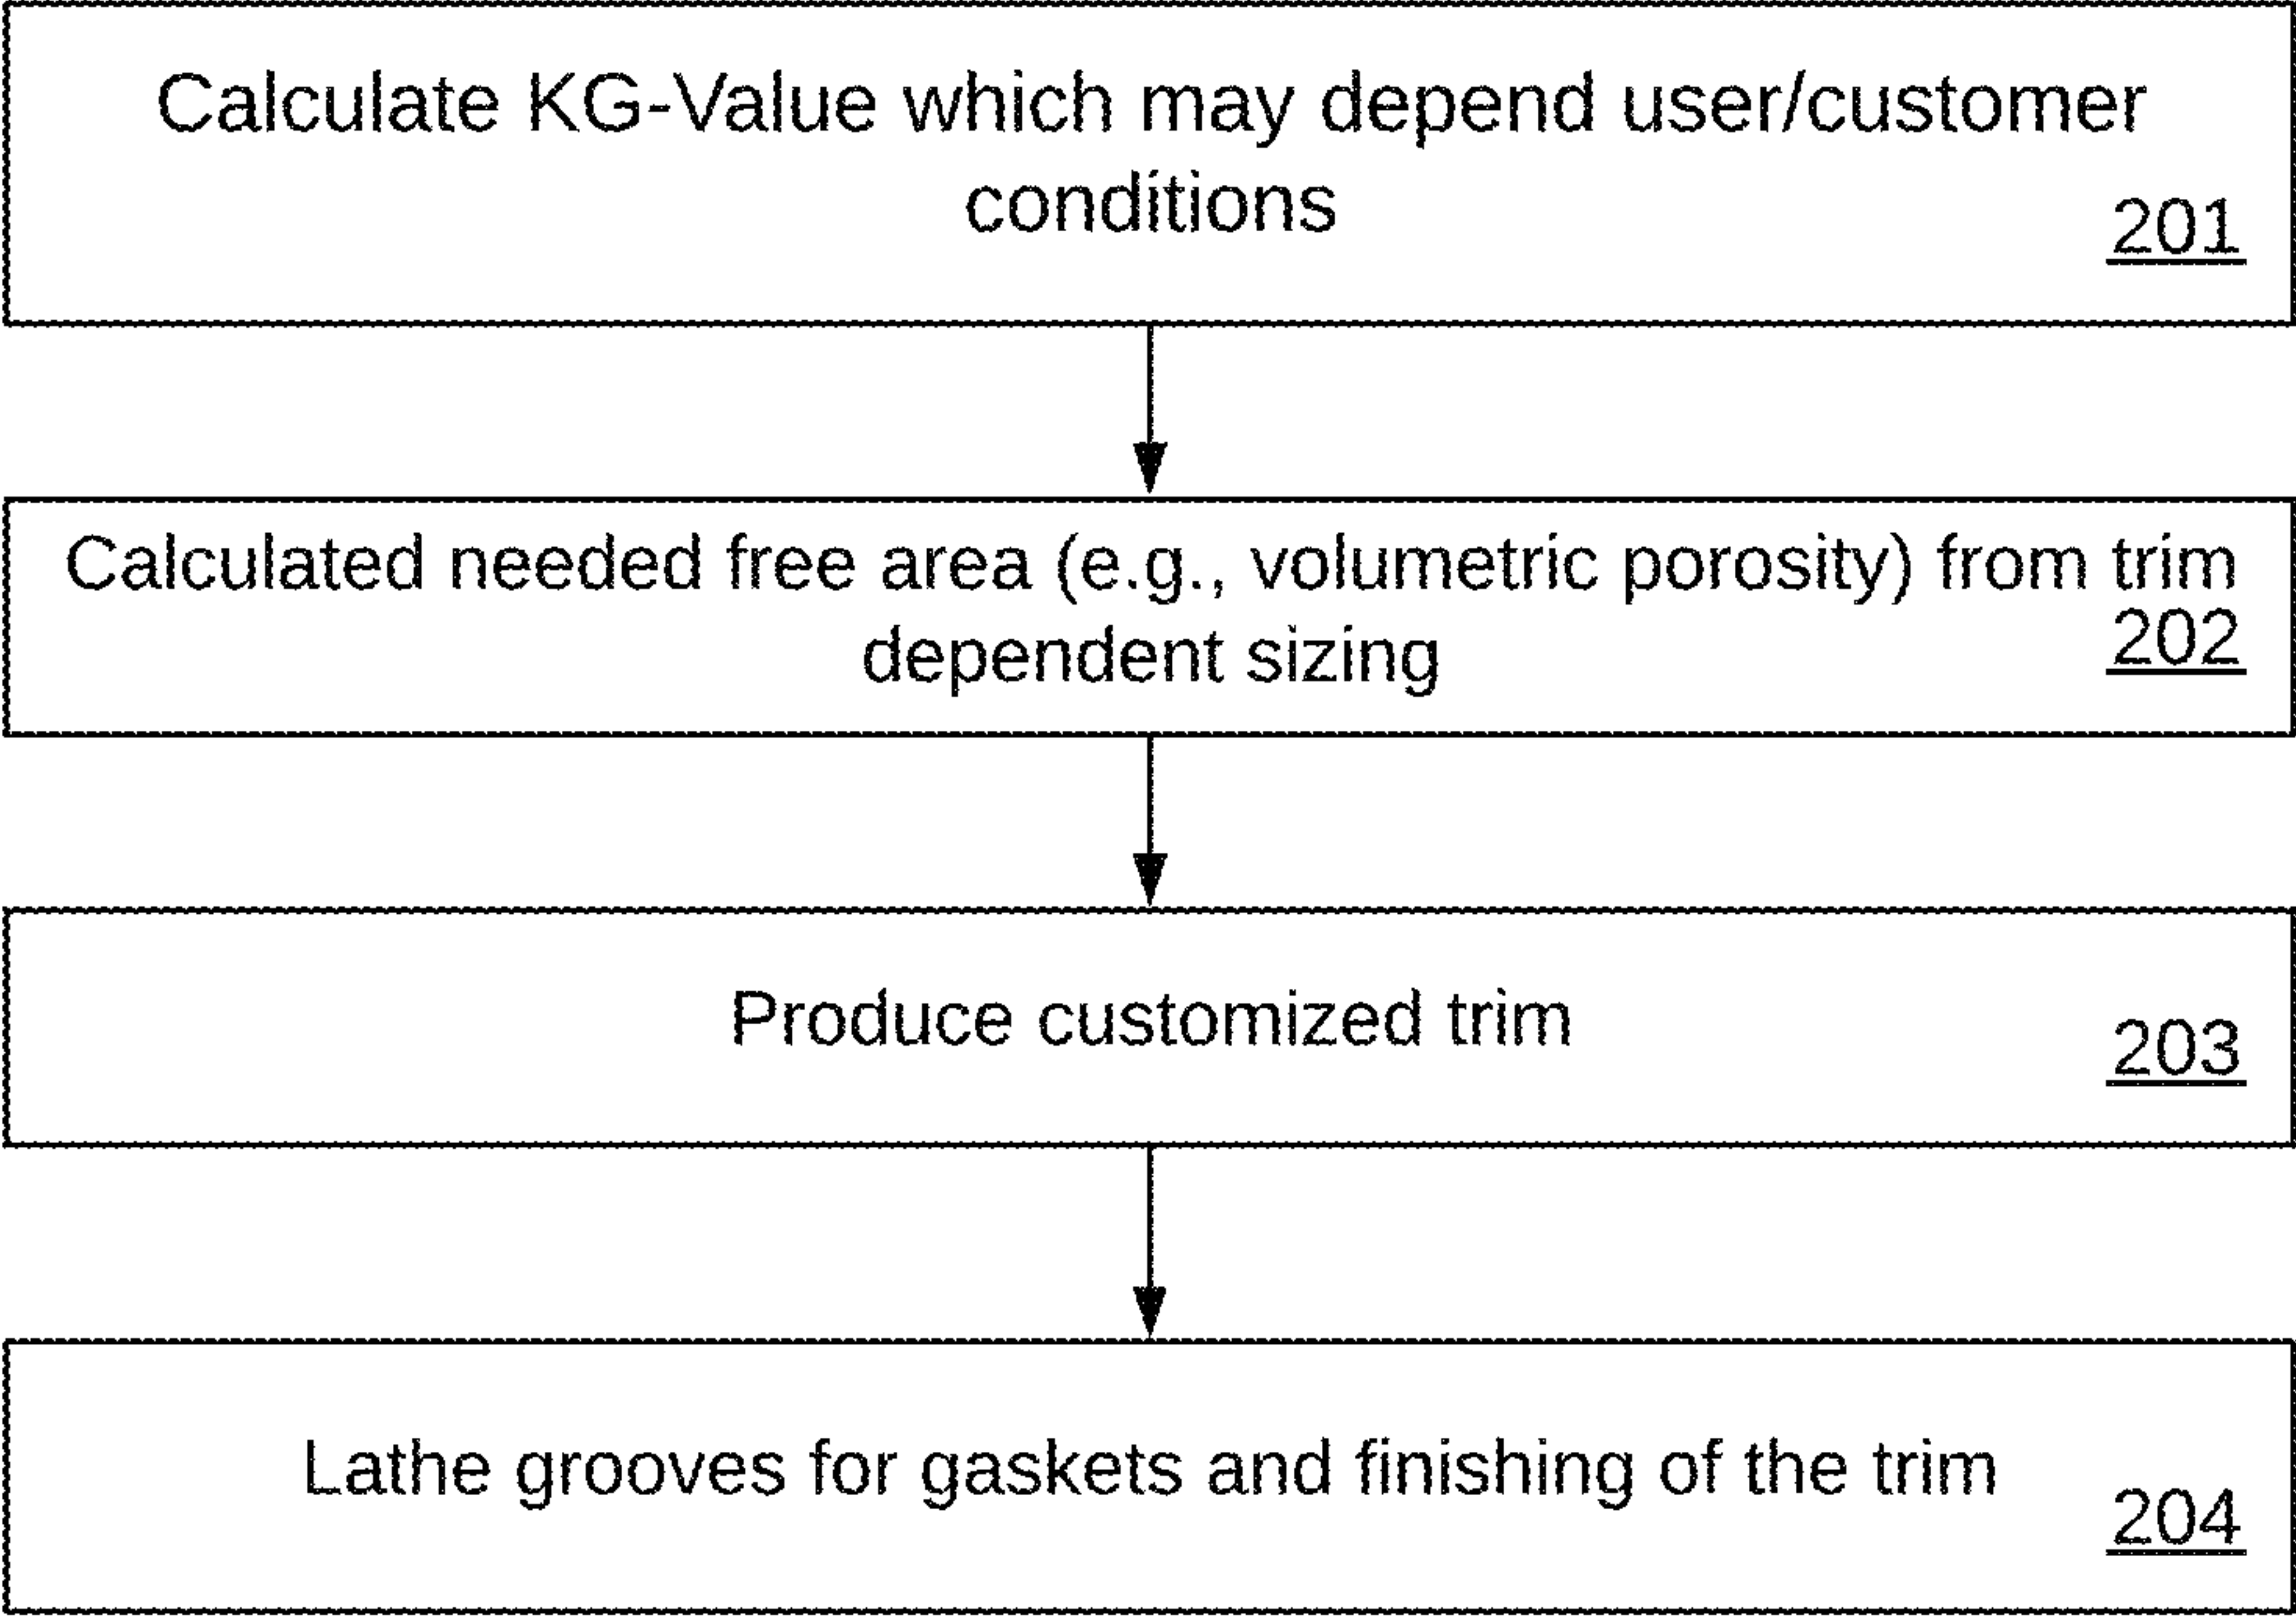 Calculate KG-Value which may depend user/customer
conditions
201
Calculated needed free area (e.g., volumetric porosity) from trim
dependent sizing
202
Produce customized trim
203
Lathe grooves for gaskets and finishing of the trim
204